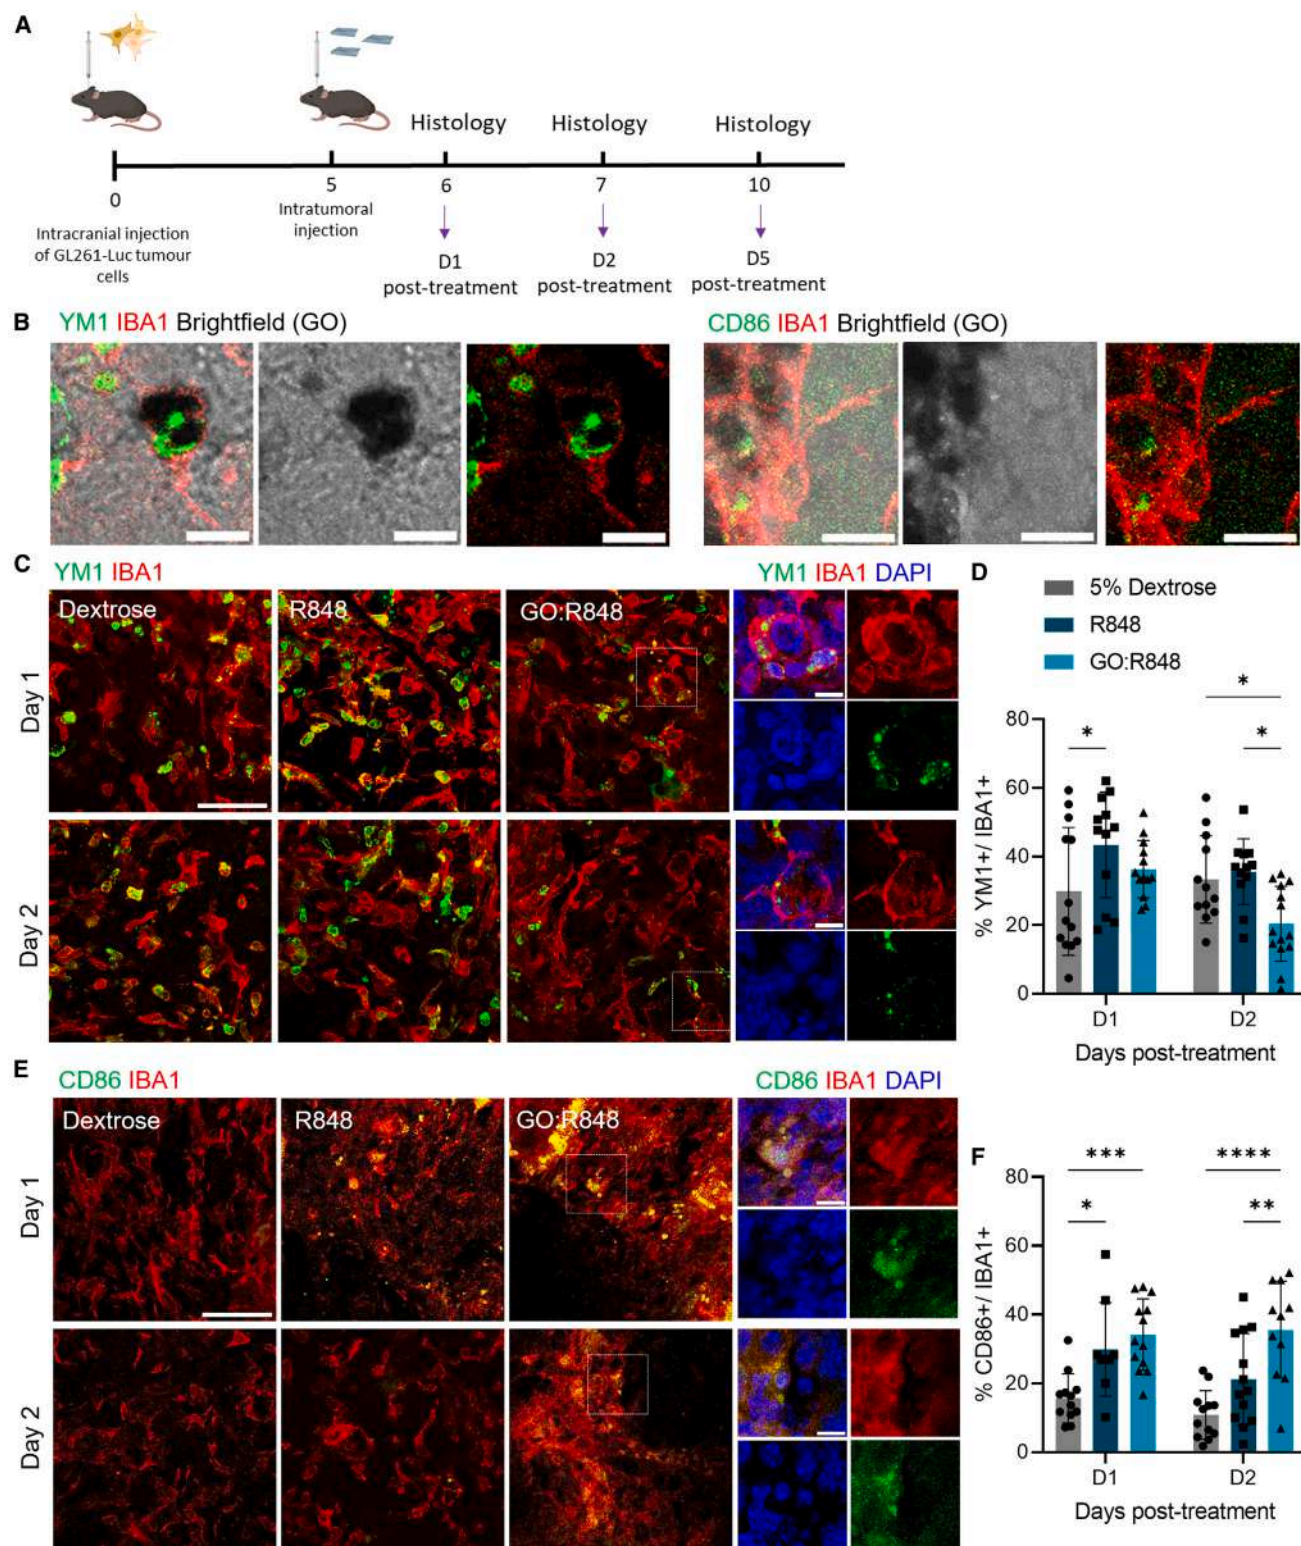 A
Histology Histology Histology
0 5 6 7 10
Intracranial injection
of GL261-Luc tumour
cells
Intratumoral
injection
D1
post-treatment
D2
post-treatment
D5
post-treatment
B
YM1 IBA1 Brightfield (GO)
CD86 IBA1 Brightfield (GO)
C
YM1 IBA1
YM1 IBA1 DAPI
Dextrose R848 GO:R848
Day 1
Day 2
D
5% Dextrose
R848
GO:R848
* * *
80
60
40
20
0
% YM1+/ IBA1+
D1 D2
Days post-treatment
E
CD86 IBA1
CD86 IBA1 DAPI
Dextrose R848 GO:R848
Day 1
Day 2
F
*** ****
* **
80
60
40
20
0
% CD86+/ IBA1+
D1 D2
Days post-treatment